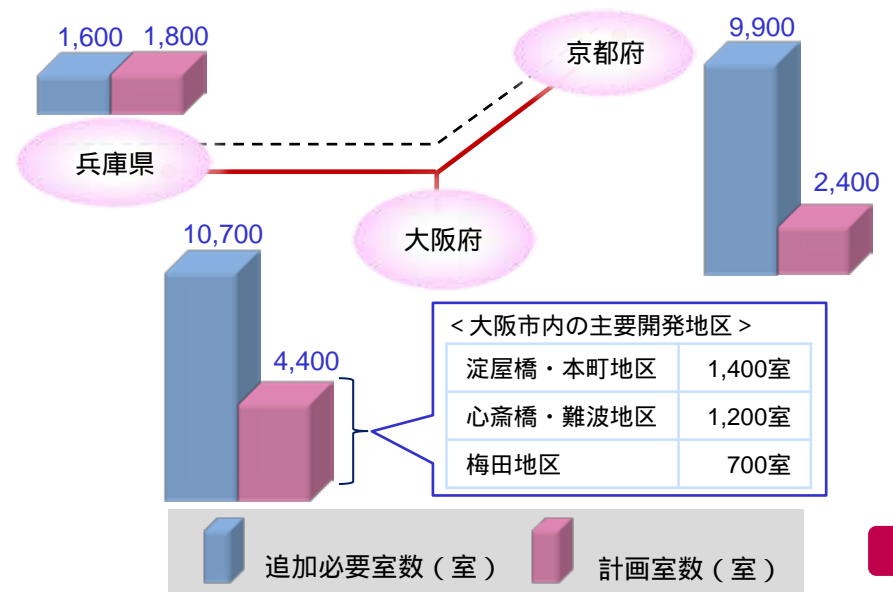 1,600 1,800
兵庫県
京都府
9,900
2,400
大阪府
10,700
4,400
<大阪市内の主要開発地区>
淀屋橋・本町地区 1,400室
心斎橋・難波地区 1,200室
梅田地区 700室
追加必要室数(室) 計画室数(室)